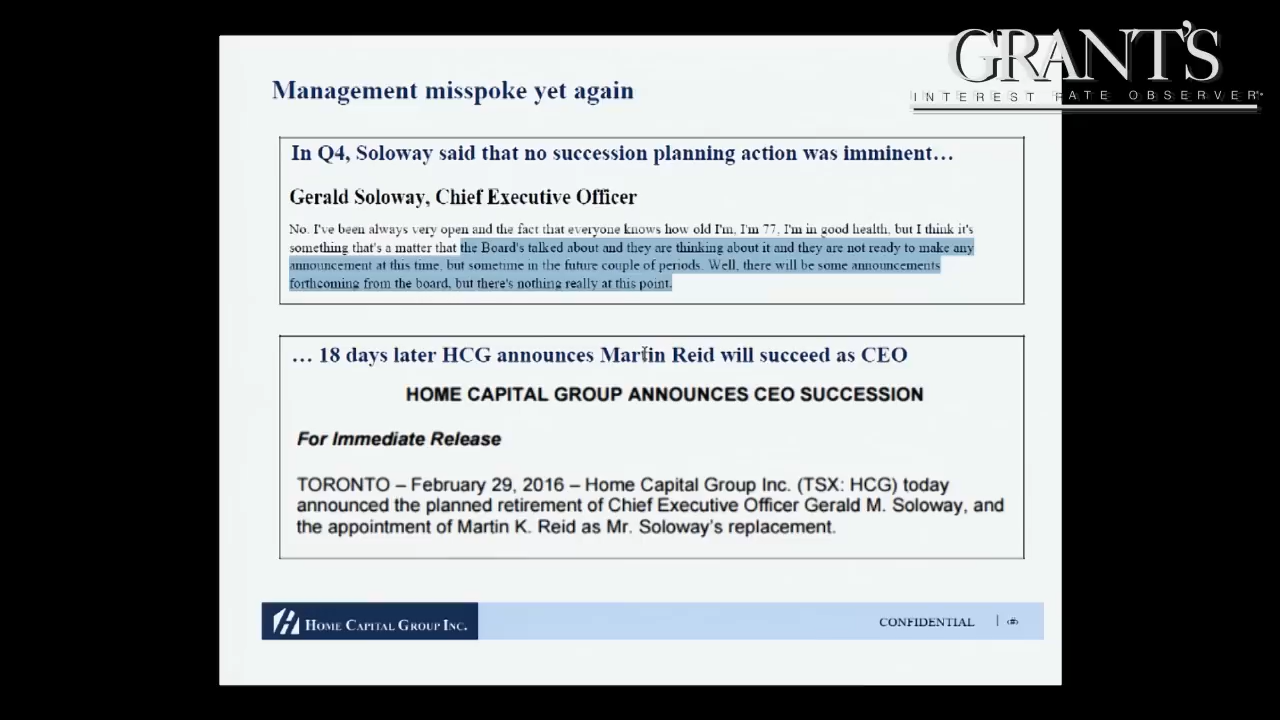 GRANT'S
INTEREST RATE OBSERVER
Management misspoke yet again
In Q4, Soloway said that no succession planning action was imminent…
Gerald Soloway, Chief Executive Officer
No. I've been always very open and the fact that everyone knows how old I'm, I'm 77, I'm in good health, but I think it's
something that's a matter that the Board's talked about and they are thinking about it and they are not ready to make any
announcement at this time, but sometime in the future couple of periods. Well, there will be some announcements
forthcoming from the board, but there's nothing really at this point.
… 18 days later HCG announces Martin Reid will succeed as CEO
HOME CAPITAL GROUP ANNOUNCES CEO SUCCESSION
For Immediate Release
TORONTO – February 29, 2016 – Home Capital Group Inc. (TSX: HCG) today
announced the planned retirement of Chief Executive Officer Gerald M. Soloway, and
the appointment of Martin K. Reid as Mr. Soloway's replacement.
HOME CAPITAL GROUP INC.
CONFIDENTIAL |